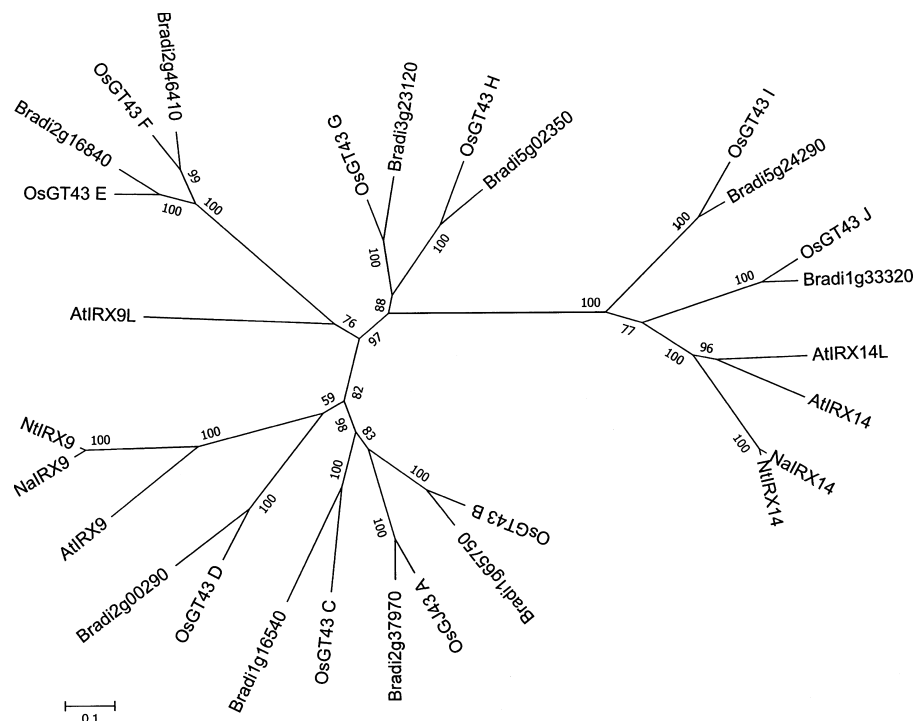 Bradi2g46410
OsGT43 F
Bradi2g16840
OsGT43 E
99
100
100
OsGT43 G
Bradi3g23120
OsGT43 H
Bradi5g02350
100
100
88
OsGT43 I
Bradi5g24290
100
OsGT43 J
Bradi1g33320
100
100
77
AtIRX9L
76
97
100
96
AtIRX14L
AtIRX14
100
NaIRX14
NtIRX14
82
59
98
83
NtIRX9
NaIRX9
100
100
AtIRX9
100
Bradi2g00290
OsGT43 D
100
Bradi1g16540
OsGT43 C
100
Bradi2g37970
OsGJ43 A
100
OsGT43 B
Bradi1g65750
0.1